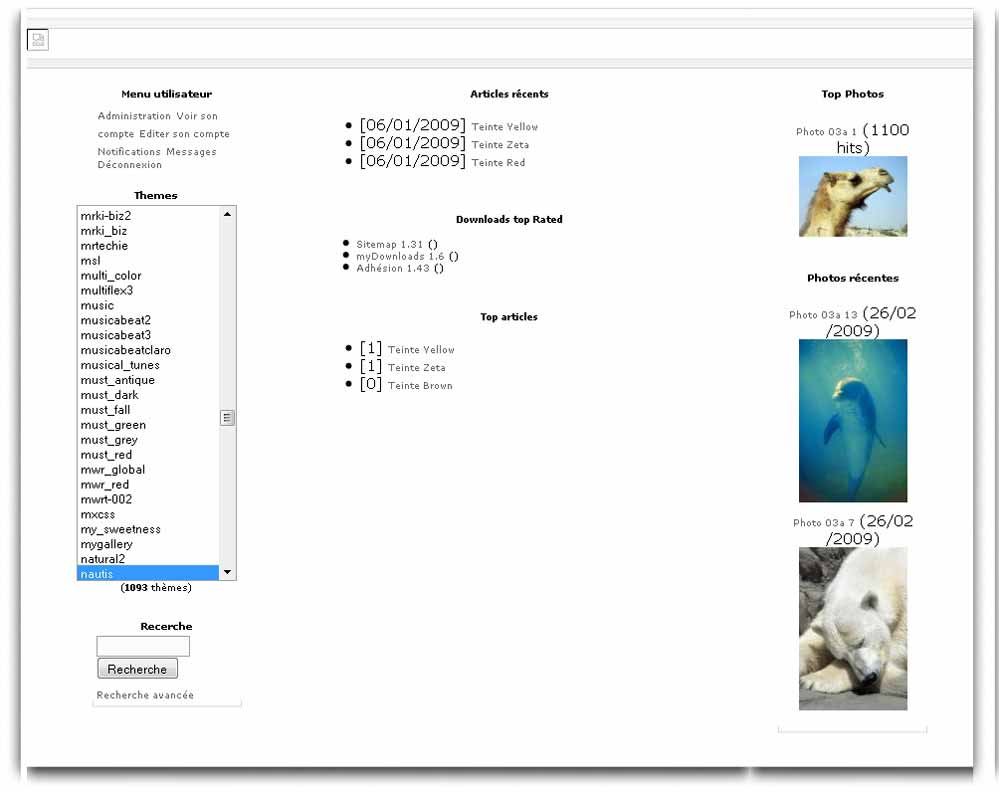 Menu utilisateur
Administration Voir son
compte Editer son compte
Notifications Messages
Déconnexion
Themes
mrki-biz2
mrki_biz
mrtechie
msl
multi_color
multiflex3
music
musicabeat2
musicabeat3
musicabeatclaro
musical_tunes
must_antique
must_dark
must_fall
must_green
must_grey
must_red
mwr_global
mwr_red
mwrt-002
mxcss
my_sweetness
mygallery
natural2
nautis
(1093 thèmes)
Recerche
Recherche
Recherche avancée
Articles récents
[06/01/2009] Teinte Yellow
[06/01/2009] Teinte Zeta
[06/01/2009] Teinte Red
Downloads top Rated
Sitemap 1.31 ()
myDownloads 1.6 ()
Adhésion 1.43 ()
Top articles
[1] Teinte Yellow
[1] Teinte Zeta
[0] Teinte Brown
Top Photos
Photo 03a 1 (1100
hits)
Photos récentes
Photo 03a 13 (26/02
/2009)
Photo 03a 7 (26/02
/2009)